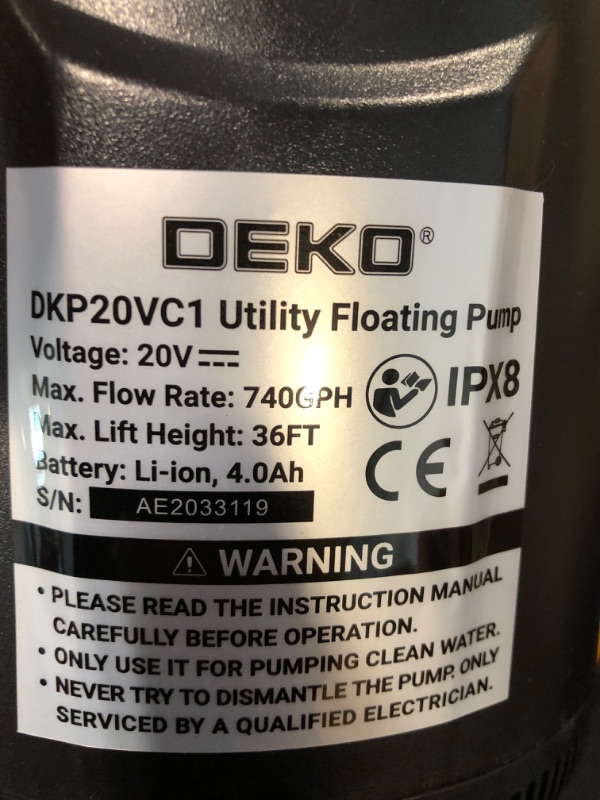 DEKO®
DKP20VC1 Utility Floating Pump
Voltage: 20V
Max. Flow Rate: 740GPH
IPX8
Max. Lift Height: 36FT
Battery: Li-ion, 4.0Ah
CE
S/N: AE2033119
WARNING
• PLEASE READ THE INSTRUCTION MANUAL
CAREFULLY BEFORE OPERATION.
• ONLY USE IT FOR PUMPING CLEAN WATER.
• NEVER TRY TO DISMANTLE THE PUMP. ONLY
SERVICED BY A QUALIFIED ELECTRICIAN.